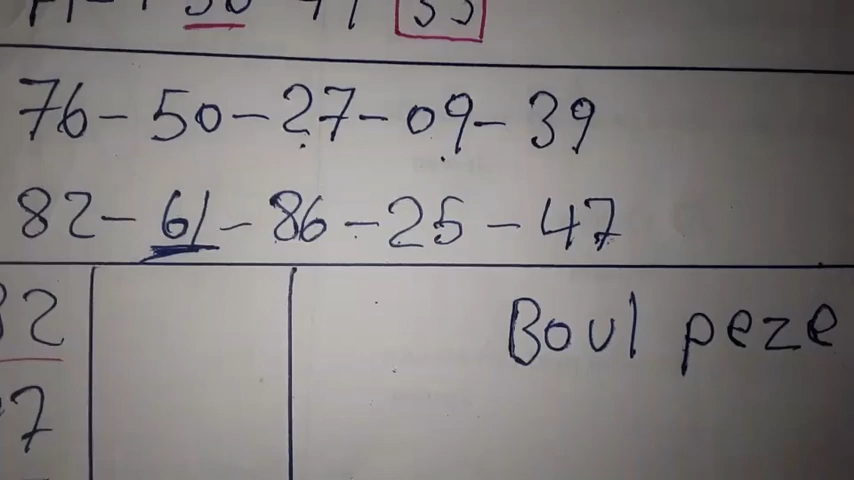 76 - 50 - 27 - 09 - 39
82 - 61 - 86 - 25 - 47
Boul peze